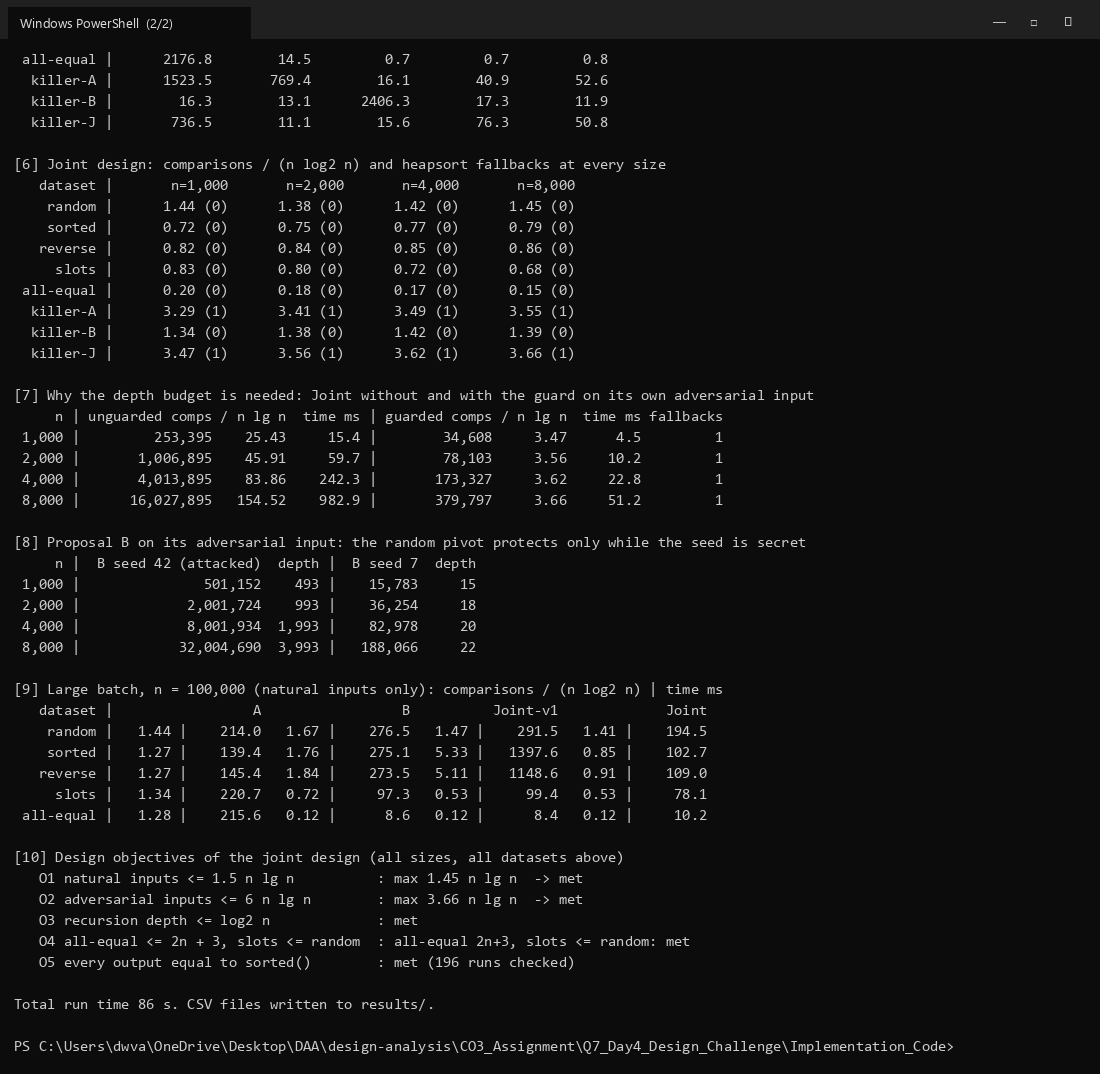 Windows PowerShell (2/2)
all-equal | 2176.8 14.5 0.7 0.7 0.8
killer-A | 1523.5 769.4 16.1 40.9 52.6
killer-B | 16.3 13.1 2406.3 17.3 11.9
killer-J | 736.5 11.1 15.6 76.3 50.8
[6] Joint design: comparisons / (n log2 n) and heapsort fallbacks at every size
dataset | n=1,000 n=2,000 n=4,000 n=8,000
random | 1.44 (0) 1.38 (0) 1.42 (0) 1.45 (0)
sorted | 0.72 (0) 0.75 (0) 0.77 (0) 0.79 (0)
reverse | 0.82 (0) 0.84 (0) 0.85 (0) 0.86 (0)
slots | 0.83 (0) 0.80 (0) 0.72 (0) 0.68 (0)
all-equal | 0.20 (0) 0.18 (0) 0.17 (0) 0.15 (0)
killer-A | 3.29 (1) 3.41 (1) 3.49 (1) 3.55 (1)
killer-B | 1.34 (0) 1.38 (0) 1.42 (0) 1.39 (0)
killer-J | 3.47 (1) 3.56 (1) 3.62 (1) 3.66 (1)
[7] Why the depth budget is needed: Joint without and with the guard on its own adversarial input
n | unguarded comps / n lg n time ms | guarded comps / n lg n time ms fallbacks
1,000 | 253,395 25.43 15.4 | 34,608 3.47 4.5 1
2,000 | 1,006,895 45.91 59.7 | 78,103 3.56 10.2 1
4,000 | 4,013,895 83.86 242.3 | 173,327 3.62 22.8 1
8,000 | 16,027,895 154.52 982.9 | 379,797 3.66 51.2 1
[8] Proposal B on its adversarial input: the random pivot protects only while the seed is secret
n | B seed 42 (attacked) depth | B seed 7 depth
1,000 | 501,152 493 | 15,783 15
2,000 | 2,001,724 993 | 36,254 18
4,000 | 8,001,934 1,993 | 82,978 20
8,000 | 32,004,690 3,993 | 188,066 22
[9] Large batch, n = 100,000 (natural inputs only): comparisons / (n log2 n) | time ms
dataset | A B Joint-v1 Joint
random | 1.44 | 214.0 1.67 | 276.5 1.47 | 291.5 1.41 | 194.5
sorted | 1.27 | 139.4 1.76 | 275.1 5.33 | 1397.6 0.85 | 102.7
reverse | 1.27 | 145.4 1.84 | 273.5 5.11 | 1148.6 0.91 | 109.0
slots | 1.34 | 220.7 0.72 | 97.3 0.53 | 99.4 0.53 | 78.1
all-equal | 1.28 | 215.6 0.12 | 8.6 0.12 | 8.4 0.12 | 10.2
[10] Design objectives of the joint design (all sizes, all datasets above)
O1 natural inputs <= 1.5 n lg n : max 1.45 n lg n -> met
O2 adversarial inputs <= 6 n lg n : max 3.66 n lg n -> met
O3 recursion depth <= log2 n : met
O4 all-equal <= 2n + 3, slots <= random : all-equal 2n+3, slots <= random: met
O5 every output equal to sorted() : met (196 runs checked)
Total run time 86 s. CSV files written to results/.
PS C:\Users\dwva\OneDrive\Desktop\DAA\design-analysis\CO3_Assignment\Q7_Day4_Design_Challenge\Implementation_Code>